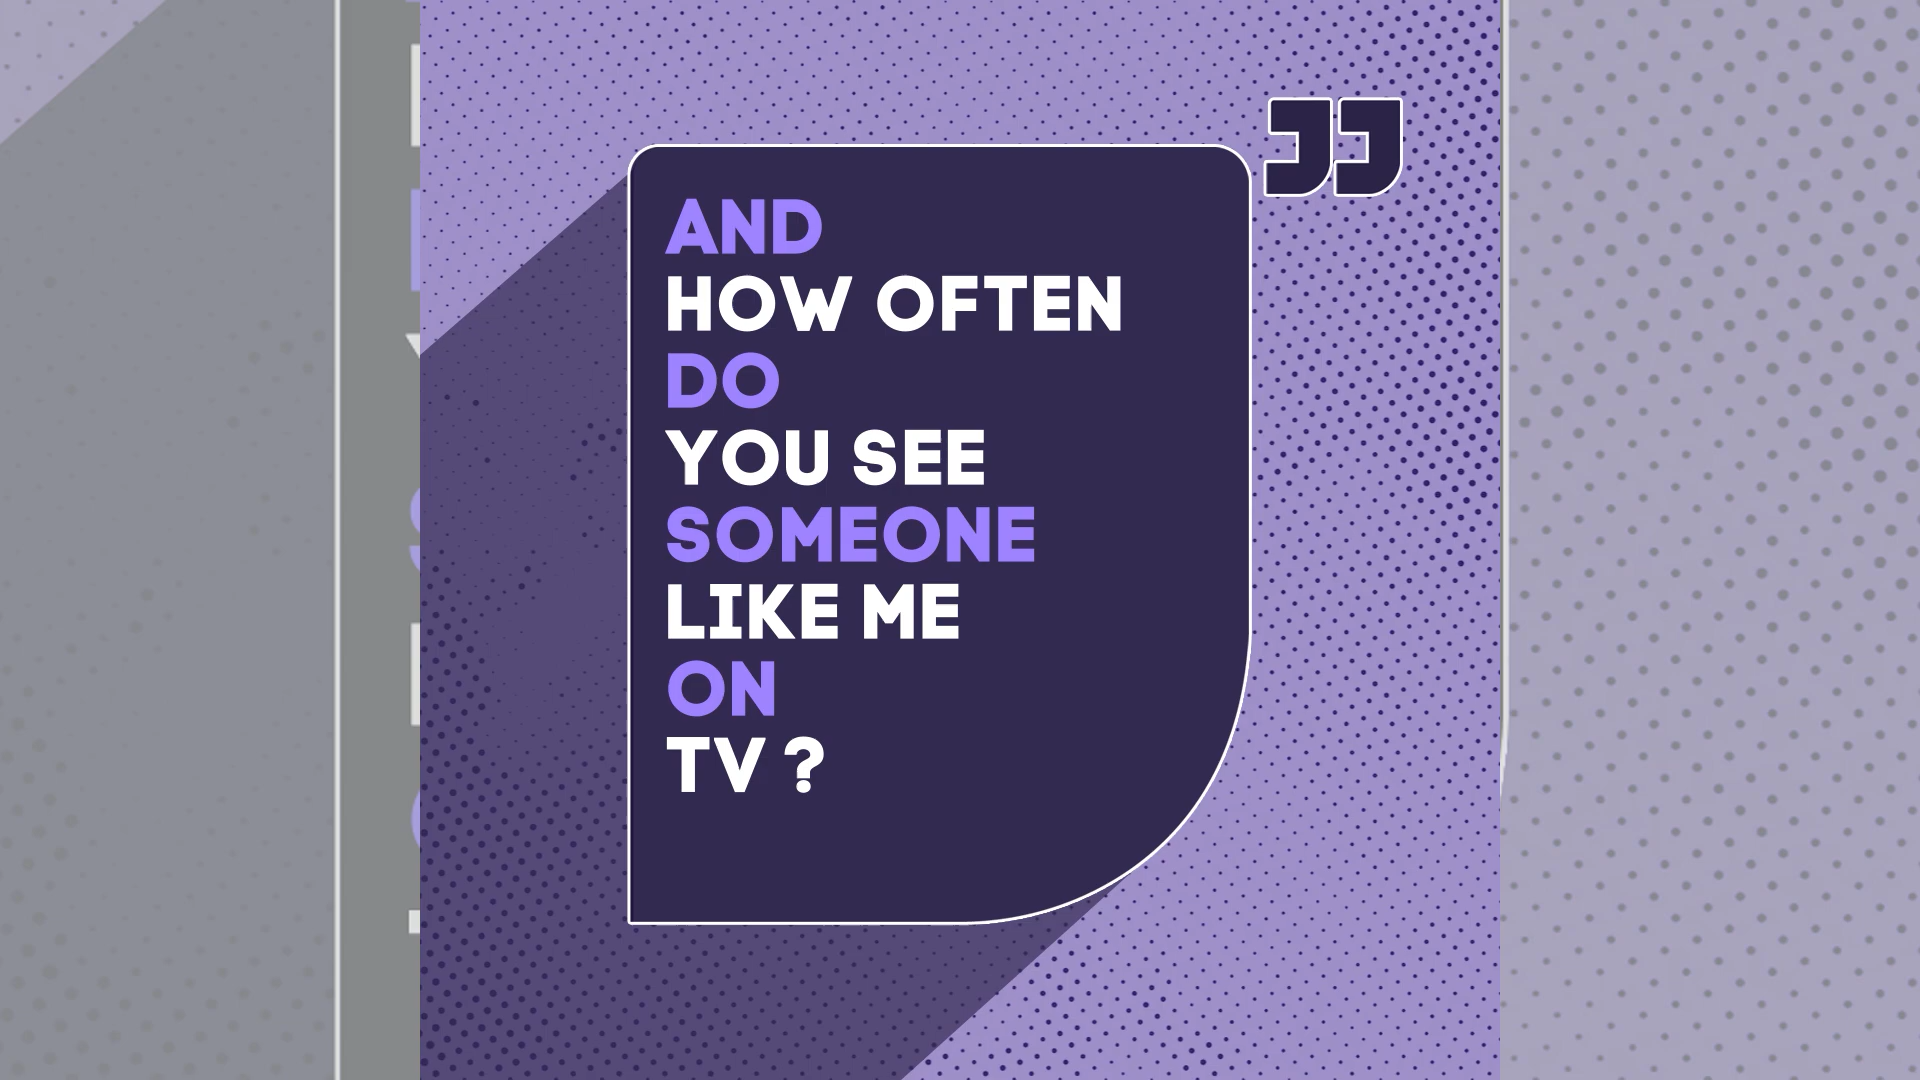 AND
HOW OFTEN
DO
YOU SEE
SOMEONE
LIKE ME
ON
TV ?